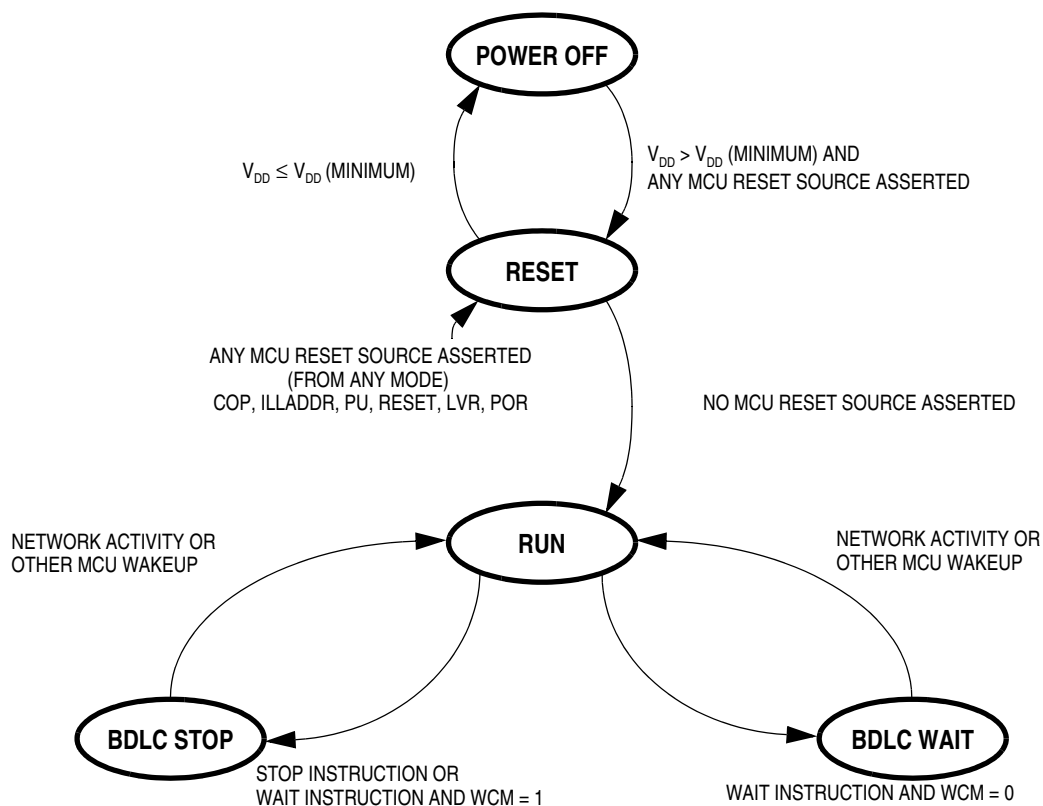 POWER OFF
V_DD ≤ V_DD (MINIMUM)
V_DD > V_DD (MINIMUM) AND
ANY MCU RESET SOURCE ASSERTED
RESET
ANY MCU RESET SOURCE ASSERTED
(FROM ANY MODE)
COP, ILLADDR, PU, RESET, LVR, POR
NO MCU RESET SOURCE ASSERTED
NETWORK ACTIVITY OR
OTHER MCU WAKEUP
RUN
NETWORK ACTIVITY OR
OTHER MCU WAKEUP
BDLC STOP
BDLC WAIT
STOP INSTRUCTION OR
WAIT INSTRUCTION AND WCM = 1
WAIT INSTRUCTION AND WCM = 0